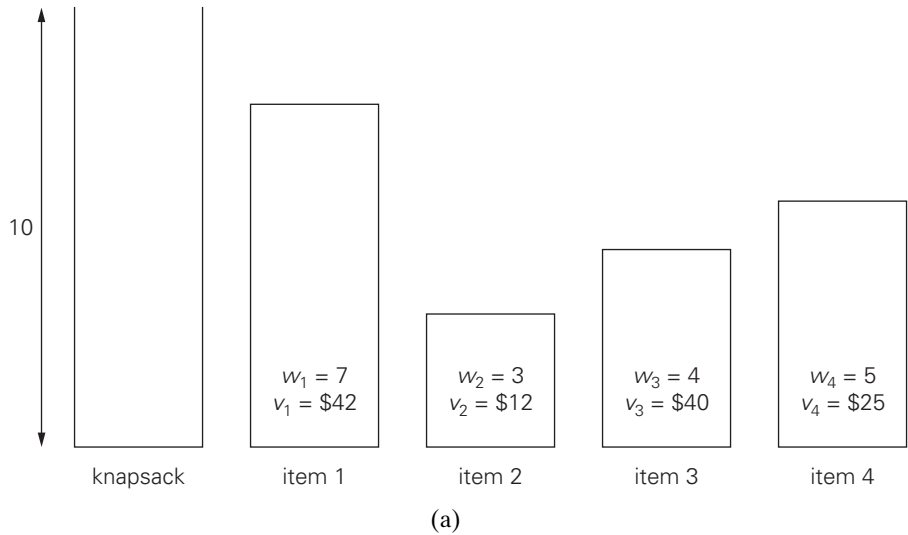 10
w₁ = 7
v₁ = $42
w₂ = 3
v₂ = $12
w₃ = 4
v₃ = $40
w₄ = 5
v₄ = $25
knapsack
item 1
item 2
item 3
item 4
(a)